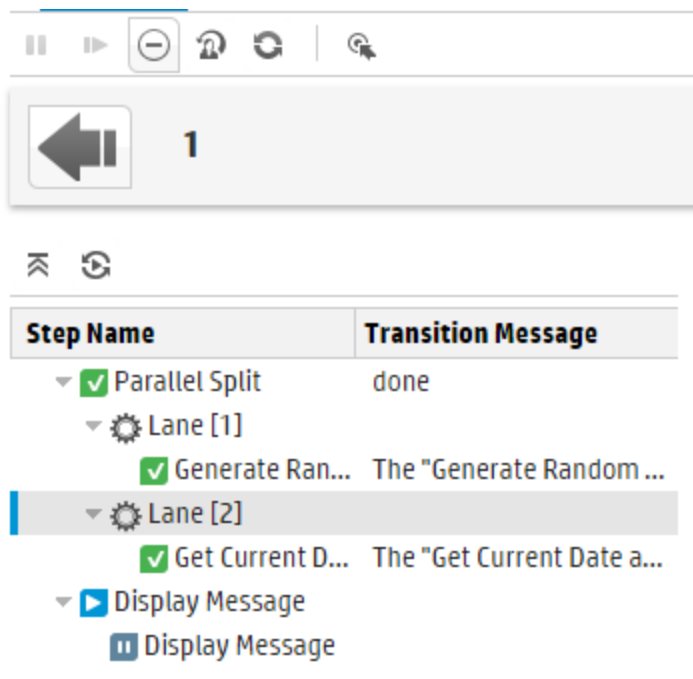 1
Step Name Transition Message
Parallel Split done
Lane [1]
Generate Ran... The "Generate Random ...
Lane [2]
Get Current D... The "Get Current Date a...
Display Message
Display Message